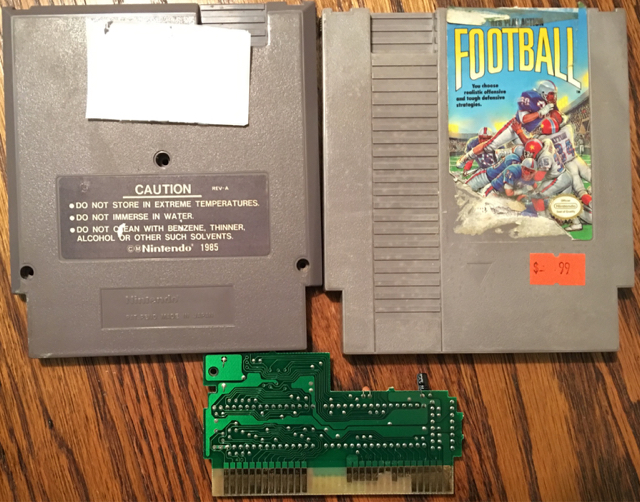 CAUTION REV-A
• DO NOT STORE IN EXTREME TEMPERATURES.
• DO NOT IMMERSE IN WATER.
• DO NOT CLEAN WITH BENZENE, THINNER,
ALCOHOL OR OTHER SUCH SOLVENTS.
©M Nintendo® 1985
Nintendo
FOOTBALL
You choose
realistic offensive
and tough defensive
strategies.
$- 99